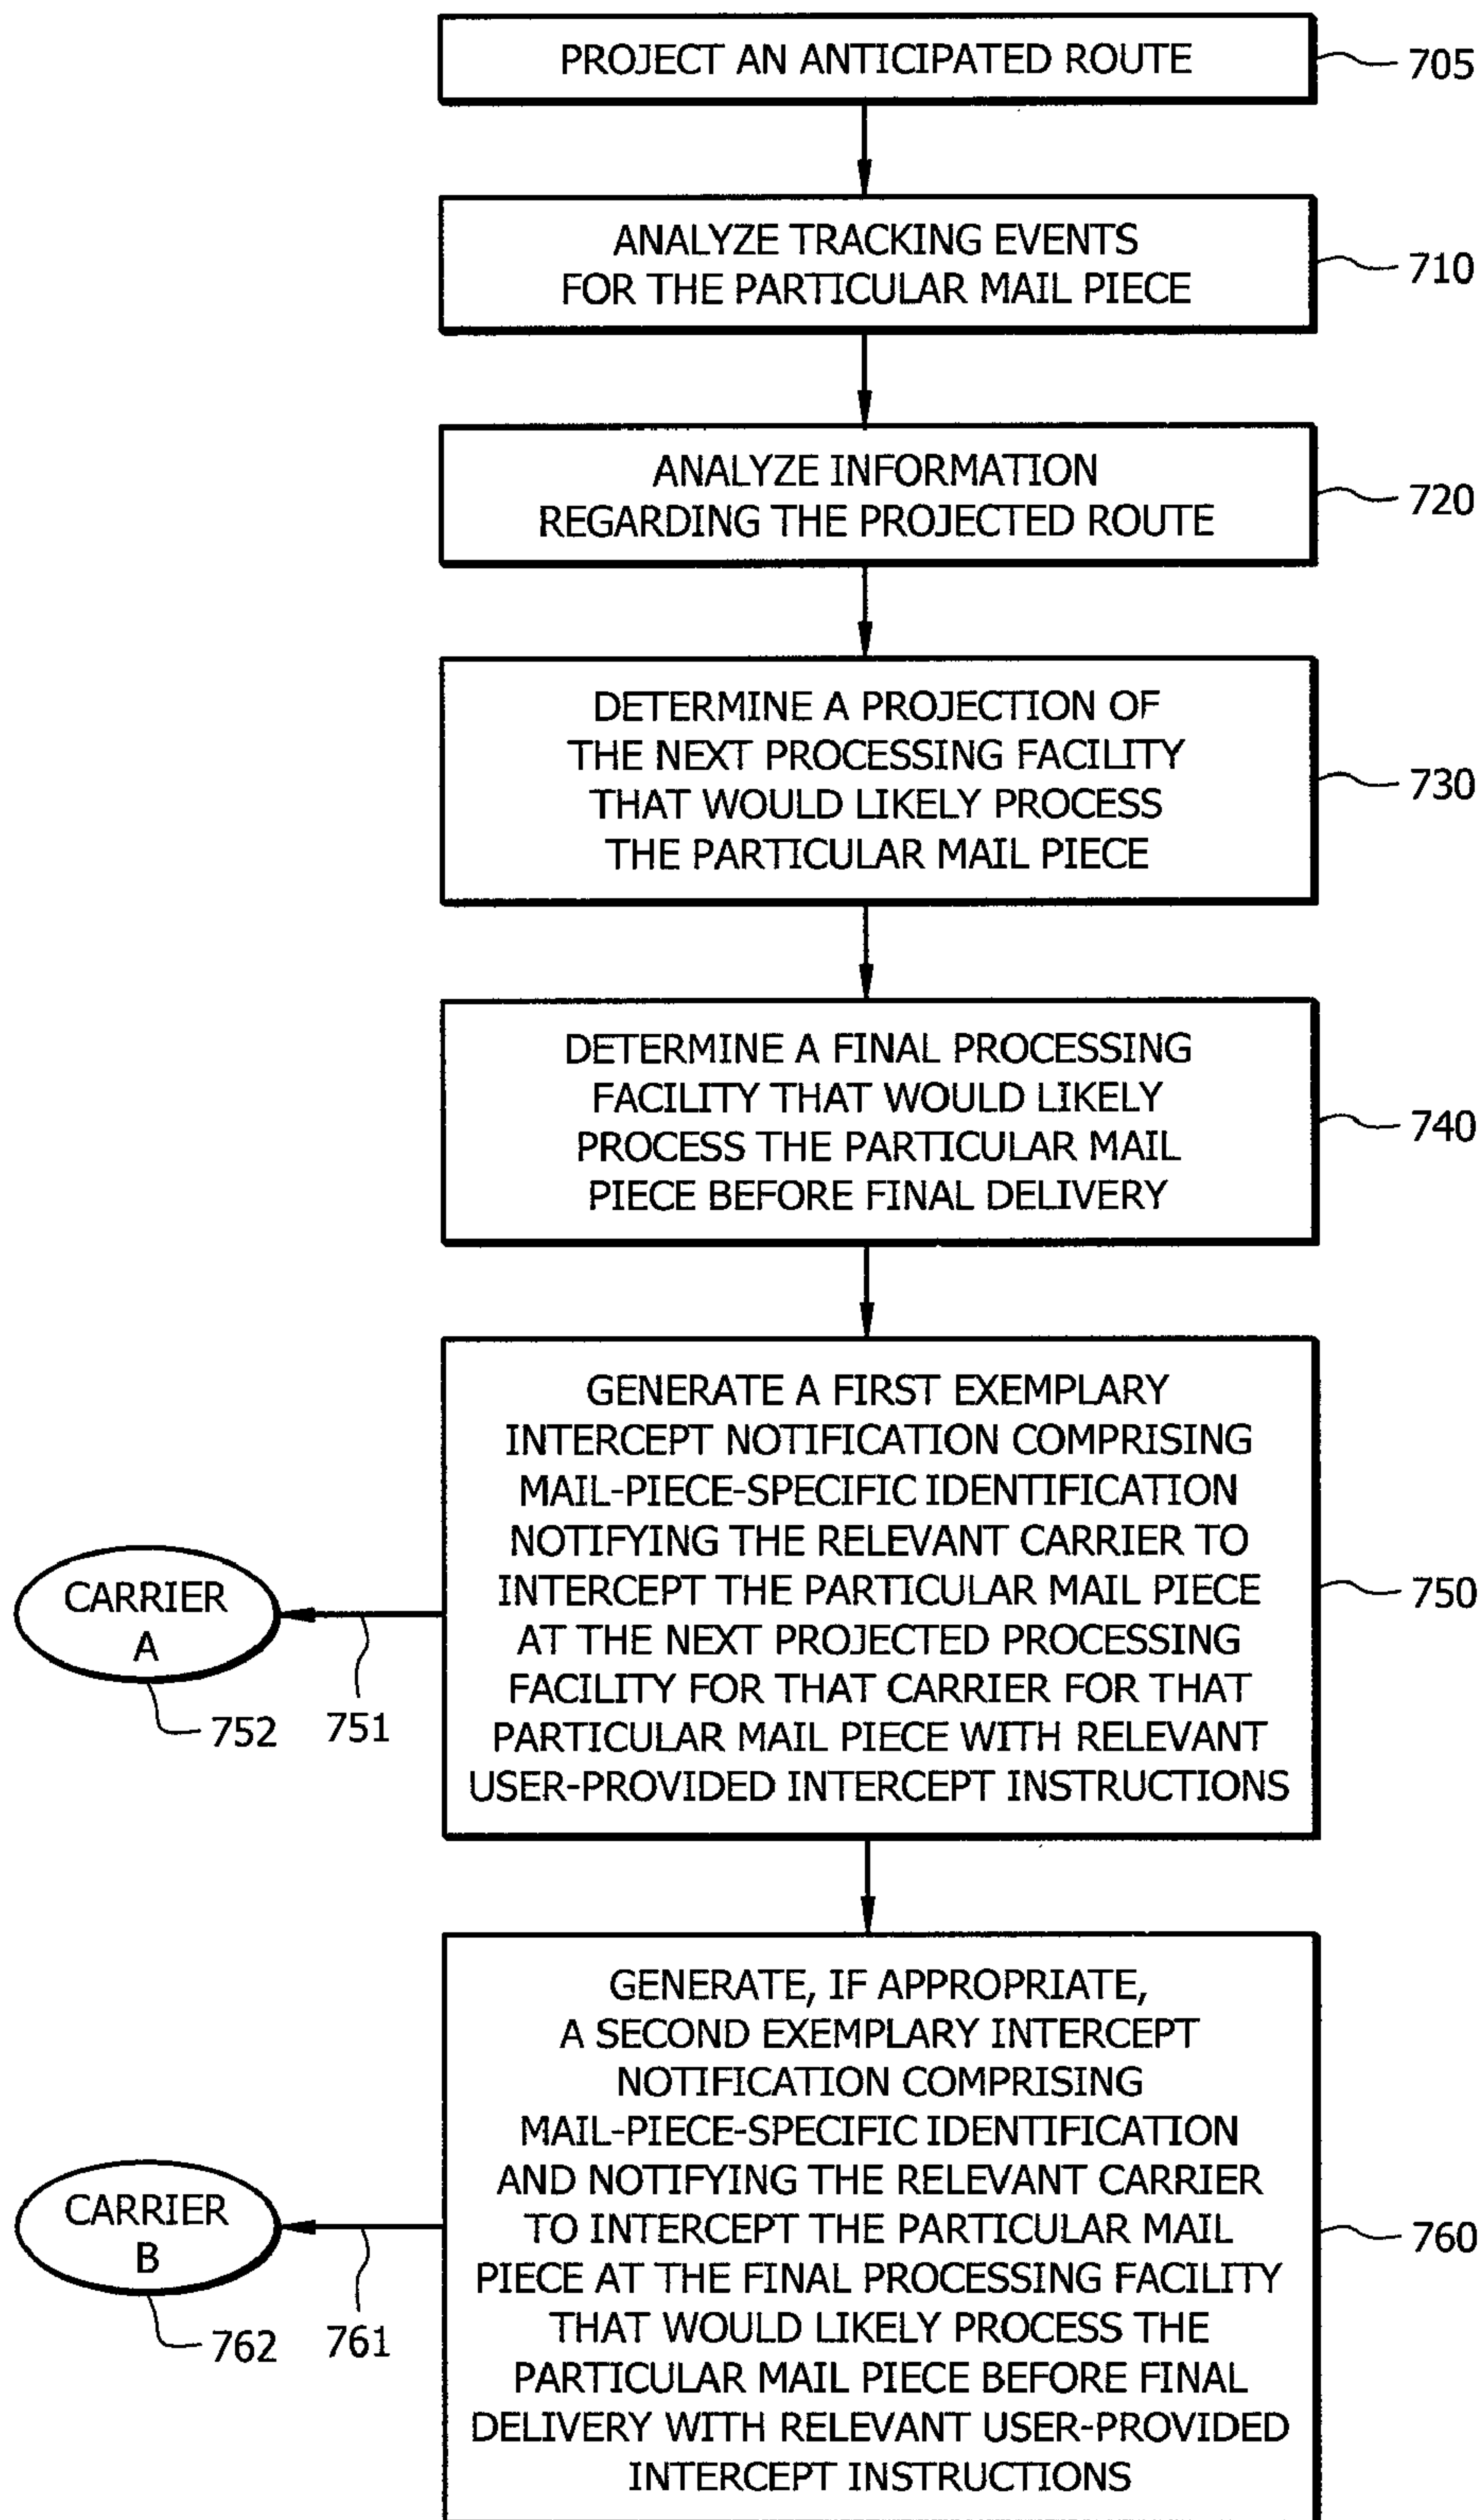 PROJECT AN ANTICIPATED ROUTE
705
ANALYZE TRACKING EVENTS
FOR THE PARTICULAR MAIL PIECE
710
ANALYZE INFORMATION
REGARDING THE PROJECTED ROUTE
720
DETERMINE A PROJECTION OF
THE NEXT PROCESSING FACILITY
THAT WOULD LIKELY PROCESS
THE PARTICULAR MAIL PIECE
730
DETERMINE A FINAL PROCESSING
FACILITY THAT WOULD LIKELY
PROCESS THE PARTICULAR MAIL
PIECE BEFORE FINAL DELIVERY
740
GENERATE A FIRST EXEMPLARY
INTERCEPT NOTIFICATION COMPRISING
MAIL-PIECE-SPECIFIC IDENTIFICATION
NOTIFYING THE RELEVANT CARRIER TO
INTERCEPT THE PARTICULAR MAIL PIECE
AT THE NEXT PROJECTED PROCESSING
FACILITY FOR THAT CARRIER FOR THAT
PARTICULAR MAIL PIECE WITH RELEVANT
USER-PROVIDED INTERCEPT INSTRUCTIONS
750
CARRIER
A
752
751
GENERATE, IF APPROPRIATE,
A SECOND EXEMPLARY INTERCEPT
NOTIFICATION COMPRISING
MAIL-PIECE-SPECIFIC IDENTIFICATION
AND NOTIFYING THE RELEVANT CARRIER
TO INTERCEPT THE PARTICULAR MAIL
PIECE AT THE FINAL PROCESSING FACILITY
THAT WOULD LIKELY PROCESS THE
PARTICULAR MAIL PIECE BEFORE FINAL
DELIVERY WITH RELEVANT USER-PROVIDED
INTERCEPT INSTRUCTIONS
760
CARRIER
B
762
761